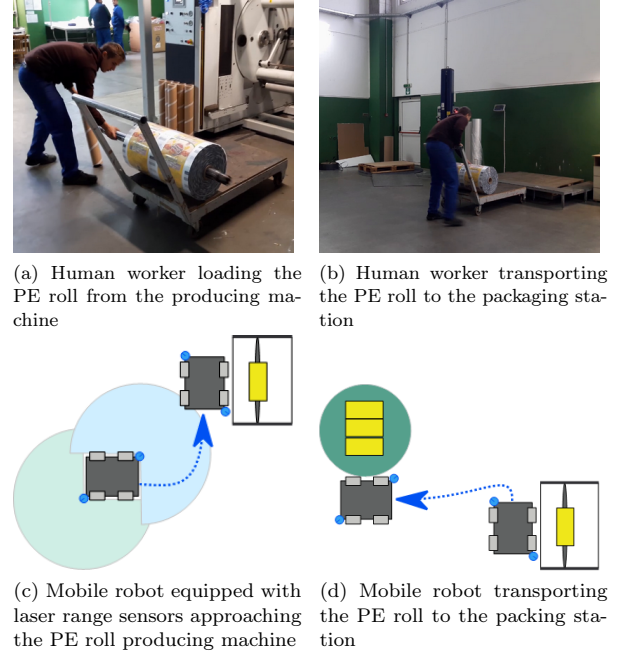 (a) Human worker loading the
PE roll from the producing ma-
chine
(b) Human worker transporting
the PE roll to the packaging sta-
tion
(c) Mobile robot equipped with
laser range sensors approaching
the PE roll producing machine
(d) Mobile robot transporting
the PE roll to the packing sta-
tion